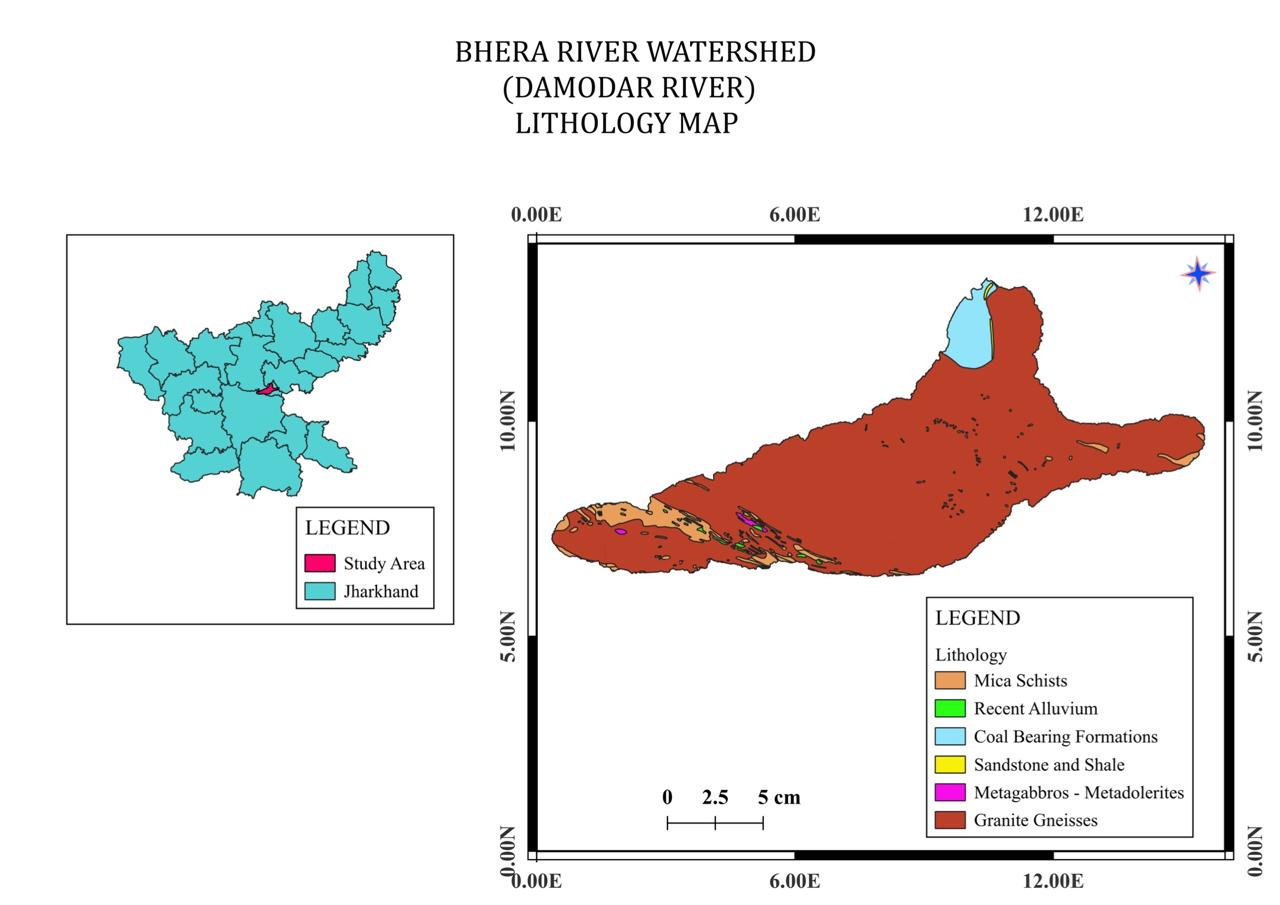 BHERA RIVER WATERSHED
(DAMODAR RIVER)
LITHOLOGY MAP
LEGEND
Study Area
Jharkhand
0.00E 6.00E 12.00E
10.00N 10.00N
5.00N 5.00N
0.00N 0.00N
0.00E 6.00E 12.00E
0 2.5 5 cm
LEGEND
Lithology
Mica Schists
Recent Alluvium
Coal Bearing Formations
Sandstone and Shale
Metagabbros - Metadolerites
Granite Gneisses